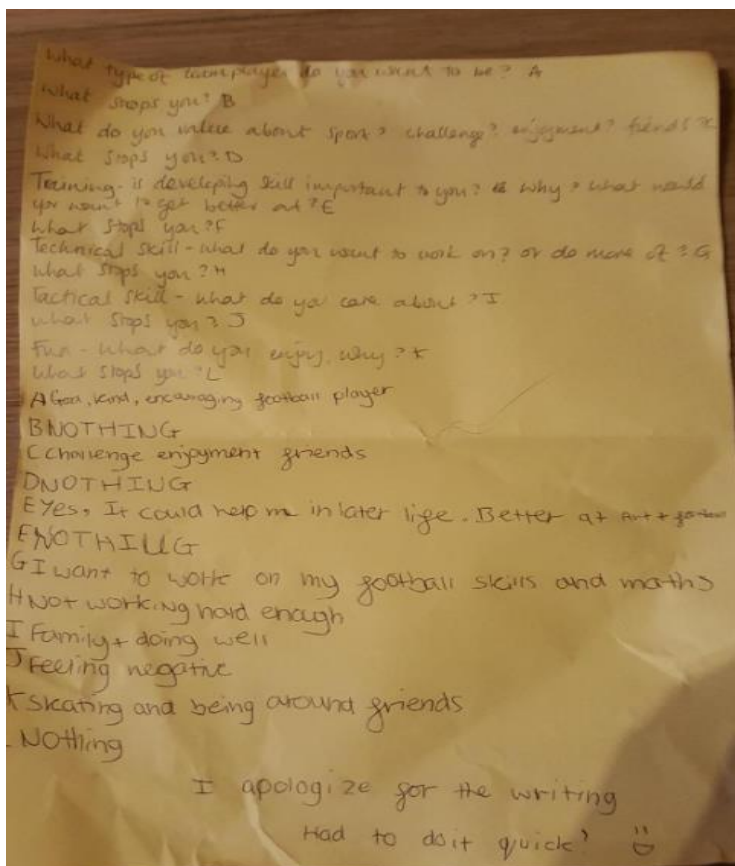 What type of team player do you want to be? A
What stops you? B
What do you value about sport? challenge? enjoyment? friends? C
What stops you? D
Training - is developing skill important to you? why? what would
you want to get better at? E
What stops you? F
Technical skill - what do you want to work on? or do more of? G
What stops you? H
Tactical skill - what do you care about? I
What stops you? J
Fun - what do you enjoy, why? K
What stops you? L
A Good, kind, encouraging football player
B NOTHING
C Challenge enjoyment friends
D NOTHING
E Yes, It could help me in later life. Better at Art + football
F NOTHING
G I want to work on my football skills and maths
H Not working hard enough
I Family + doing well
J Feeling negative
K Skating and being around friends
L Nothing
I apologize for the writing
Had to do it quick!